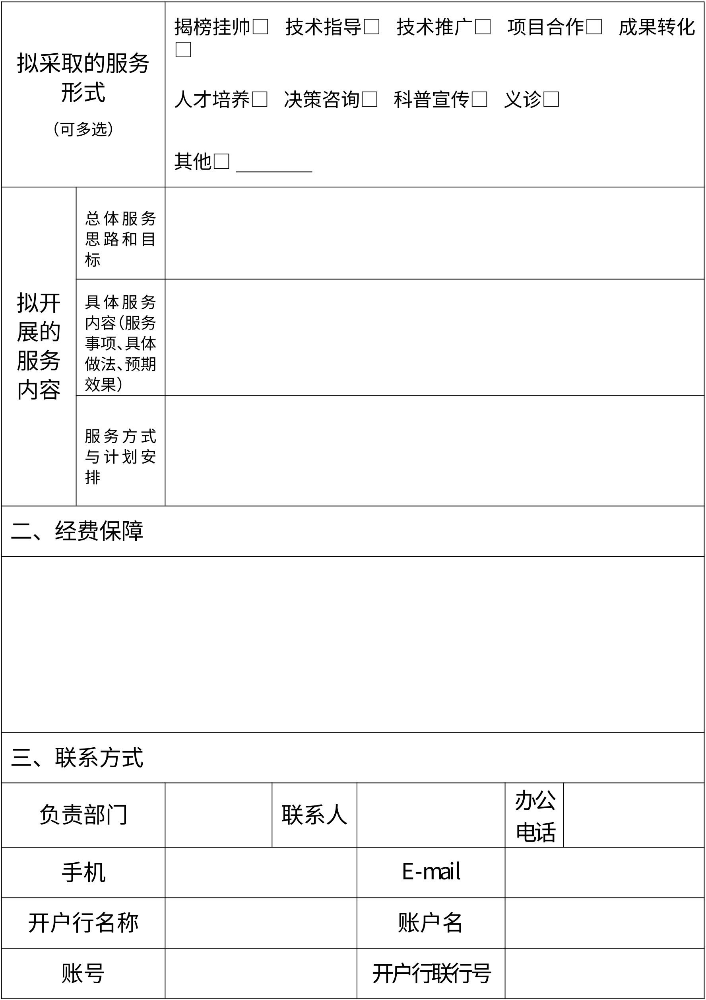 拟采取的服务
形式
（可多选）
揭榜挂帅□ 技术指导□ 技术推广□ 项目合作□ 成果转化
□
人才培养□ 决策咨询□ 科普宣传□ 义诊□
其他□ ________
拟开
展的
服务
内容
总体服务
思路和目
标
具体服务
内容（服务
事项、具体
做法、预期
效果）
服务方式
与计划安
排
二、经费保障
三、联系方式
负责部门
联系人
办公
电话
手机
E-mail
开户行名称
账户名
账号
开户行联行号